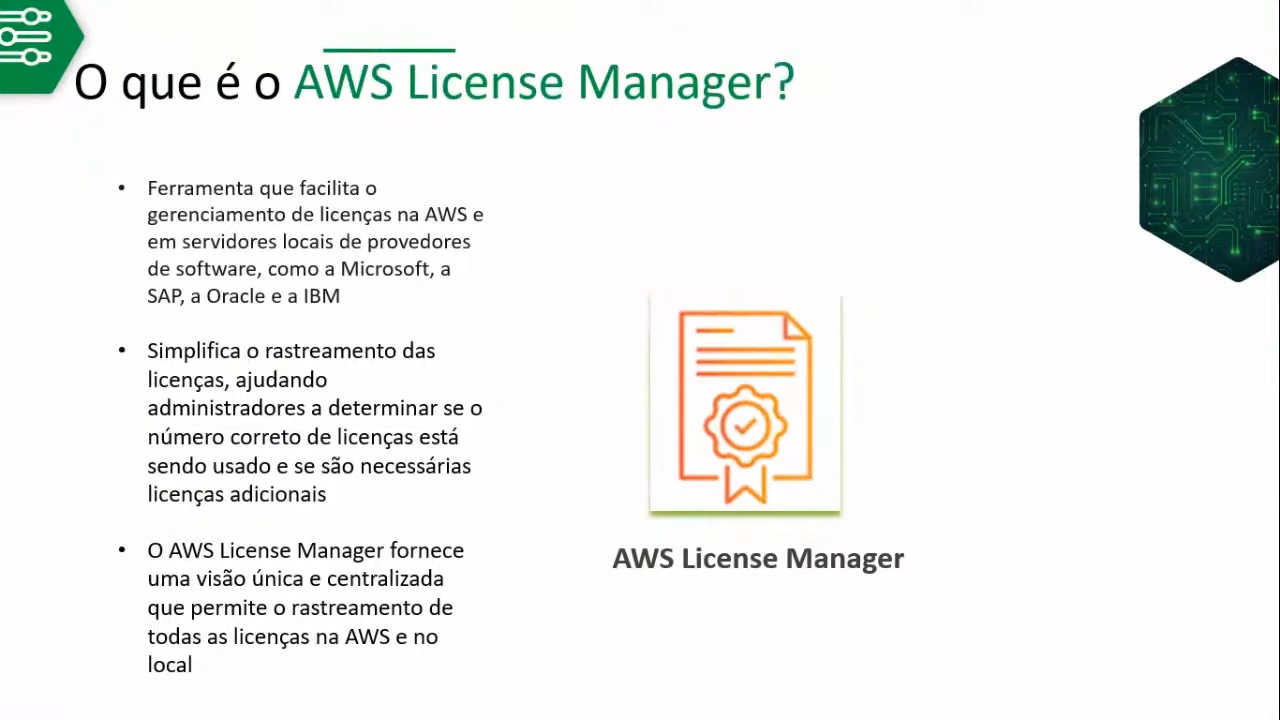 O que é o AWS License Manager?
• Ferramenta que facilita o
gerenciamento de licenças na AWS e
em servidores locais de provedores
de software, como a Microsoft, a
SAP, a Oracle e a IBM
• Simplifica o rastreamento das
licenças, ajudando
administradores a determinar se o
número correto de licenças está
sendo usado e se são necessárias
licenças adicionais
• O AWS License Manager fornece
uma visão única e centralizada
que permite o rastreamento de
todas as licenças na AWS e no
local
AWS License Manager